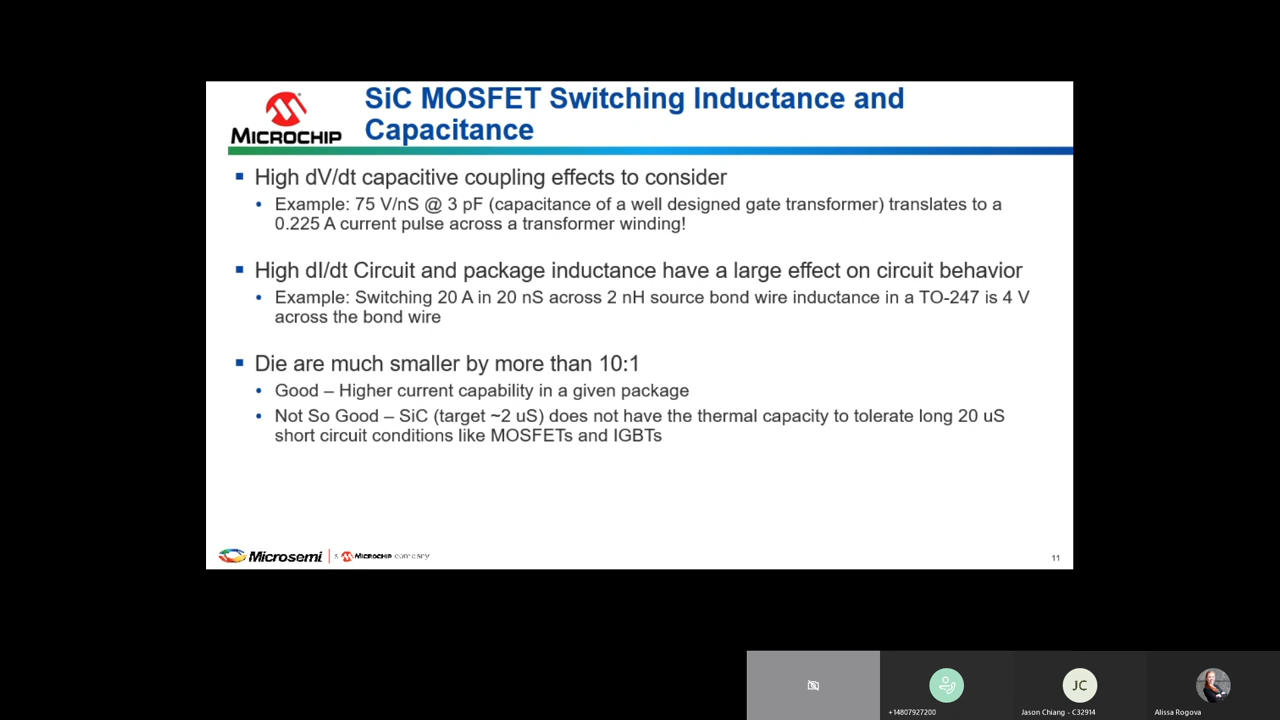 SiC MOSFET Switching Inductance and
Capacitance
MICROCHIP
High dV/dt capacitive coupling effects to consider
Example: 75 V/nS @ 3 pF (capacitance of a well designed gate transformer) translates to a
0.225 A current pulse across a transformer winding!
High dI/dt Circuit and package inductance have a large effect on circuit behavior
Example: Switching 20 A in 20 nS across 2 nH source bond wire inductance in a TO-247 is 4 V
across the bond wire
Die are much smaller by more than 10:1
Good – Higher current capability in a given package
Not So Good – SiC (target ~2 uS) does not have the thermal capacity to tolerate long 20 uS
short circuit conditions like MOSFETs and IGBTs
Microsemi
MICROCHIP company
11
JC
+14807927200
Jason Chiang - C32914
Alissa Rogova